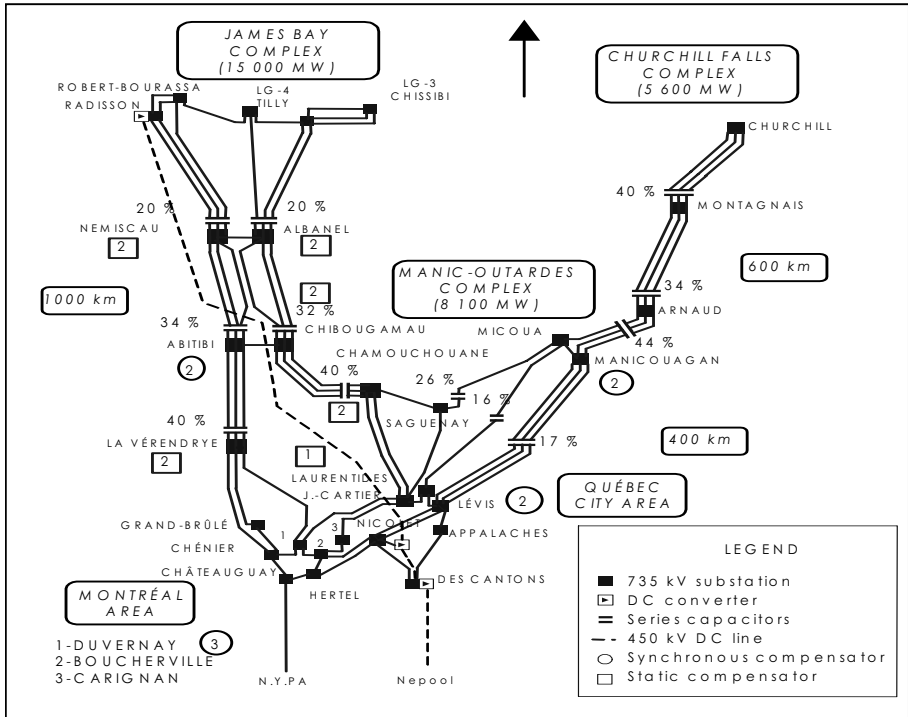 JAMES BAY
COMPLEX
(15 000 MW)
CHURCHILL FALLS
COMPLEX
(5 600 MW)
ROBERT-BOURASSA
RADISSON
LG-4
TILLY
LG-3
CHISSIBI
CHURCHILL
40 %
MONTAGNAIS
20 %
20 %
NEMISCAU
ALBANEL
2
2
MANIC-OUTARDES
COMPLEX
(8 100 MW)
600 km
1000 km
2
34 %
ARNAUD
34 %
32 %
CHIBOUGAMAU
MICOUA
44 %
ABITIBI
CHAMOUCHOUANE
MANICOUAGAN
2
40 %
26 %
2
16 %
2
40 %
SAGUENAY
17 %
400 km
LA VÉRENDRYE
2
1
LAURENTIDES
J.-CARTIER
LÉVIS
2
QUÉBEC
CITY AREA
GRAND-BRÛLÉ
1
3
NICOLET
APPALACHES
CHÉNIER
2
CHÂTEAUGUAY
HERTEL
DES CANTONS
MONTRÉAL
AREA
1-DUVERNAY
3
2-BOUCHERVILLE
3-CARIGNAN
N.Y.PA
Nepool
LEGEND
735 kV substation
DC converter
Series capacitors
450 kV DC line
Synchronous compensator
Static compensator